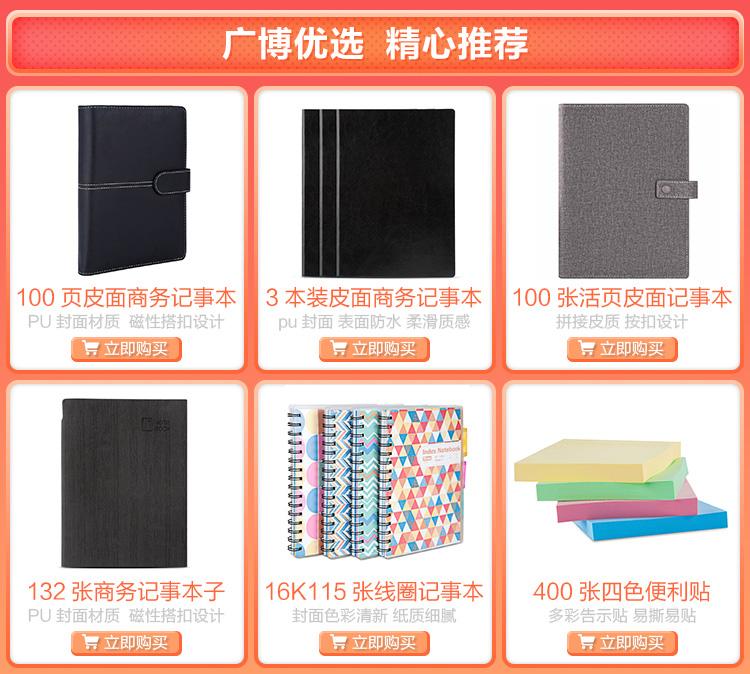 广博优选 精心推荐
100 页皮面商务记事本
PU 封面材质 磁性搭扣设计
立即购买
3 本装皮面商务记事本
pu 封面 表面防水 柔滑质感
立即购买
100 张活页皮面记事本
拼接皮质 按扣设计
立即购买
NOTE
BOOK
132 张商务记事本子
PU 封面材质 磁性搭扣设计
立即购买
Index Notebook
16K115 张线圈记事本
封面色彩清新 纸质细腻
立即购买
400 张四色便利贴
多彩告示贴 易撕易贴
立即购买